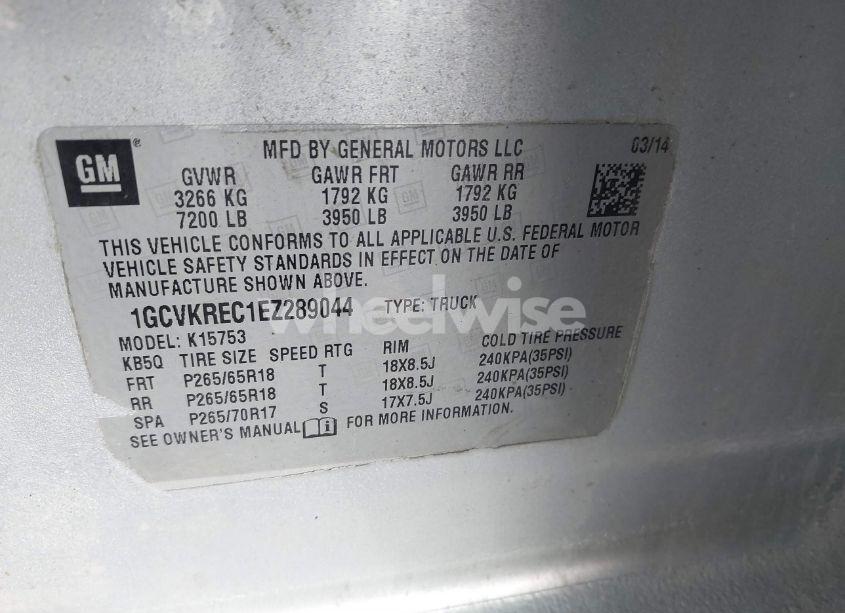 GM ® MFD BY GENERAL MOTORS LLC 03/14
GVWR GAWR FRT GAWR RR
3266 KG 1792 KG 1792 KG
7200 LB 3950 LB 3950 LB
THIS VEHICLE CONFORMS TO ALL APPLICABLE U.S. FEDERAL MOTOR
VEHICLE SAFETY STANDARDS IN EFFECT ON THE DATE OF
MANUFACTURE SHOWN ABOVE.
1GCVKREC1EZ289044 TYPE: TRUCK
wheelwise
MODEL: K15753
KB5Q TIRE SIZE SPEED RTG RIM COLD TIRE PRESSURE
FRT P265/65R18 T 18X8.5J 240KPA(35PSI)
RR P265/65R18 T 18X8.5J 240KPA(35PSI)
SPA P265/70R17 S 17X7.5J 240KPA(35PSI)
SEE OWNER'S MANUAL FOR MORE INFORMATION.